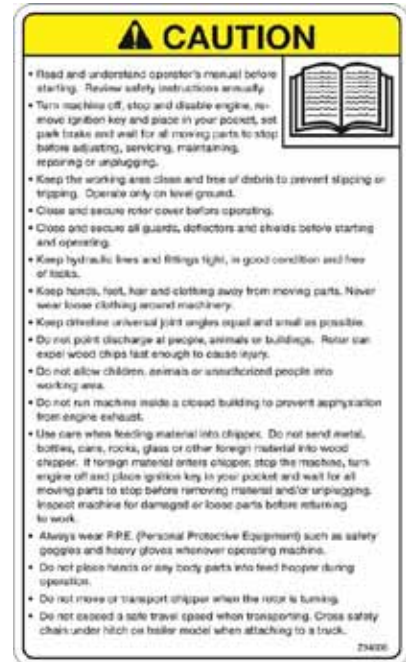 CAUTION
• Read and understand operator's manual before
starting. Review safety instructions annually.
• Turn machine off, stop and disable engine, re-
move ignition key and place in your pocket, set
park brake and wait for all moving parts to stop
before adjusting, servicing, maintaining,
repairing or unplugging.
• Keep the working area clean and free of debris to prevent slipping or
tripping. Operate only on level ground.
• Close and secure rotor cover before operating.
• Close and secure all guards, deflectors and shields before starting
and operating.
• Keep hydraulic lines and fittings tight, in good condition and free
of leaks.
• Keep hands, feet, hair and clothing away from moving parts. Never
wear loose clothing around machinery.
• Keep driveline universal joint angles equal and small as possible.
• Do not point discharge at people, animals or buildings. Rotor can
expel wood chips fast enough to cause injury.
• Do not allow children, animals or unauthorized people into
working area.
• Do not run machine inside a closed building to prevent asphyxiation
from engine exhaust.
• Use care when feeding material into chipper. Do not send metal,
bottles, cans, rocks, glass or other foreign material into wood
chipper. If foreign material enters chipper, stop the machine, turn
engine off and place ignition key in your pocket and wait for all
moving parts to stop before removing material and/or unplugging.
Inspect machine for damaged or loose parts before returning
to work.
• Always wear P.P.E. (Personal Protective Equipment) such as safety
goggles and heavy gloves whenever operating machine.
• Do not place hands or any body parts into feed hopper during
operation.
• Do not move or transport chipper when the rotor is turning.
• Do not exceed a safe travel speed when transporting. Cross safety
chain under hitch on trailer model when attaching to a truck.